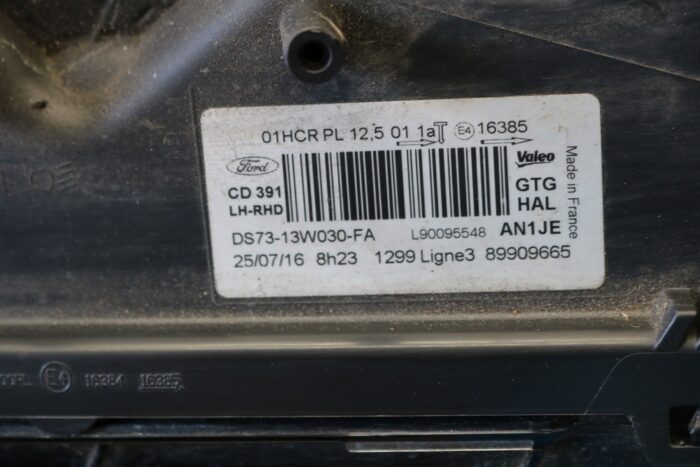 01HCR PL 12,5 01 1a E4 16385
Ford
Valeo
CD 391
LH-RHD
GTG
HAL
Made in France
DS73-13W030-FA L90095548 AN1JE
25/07/16 8h23 1299 Ligne3 89909665
E4 16384 16385